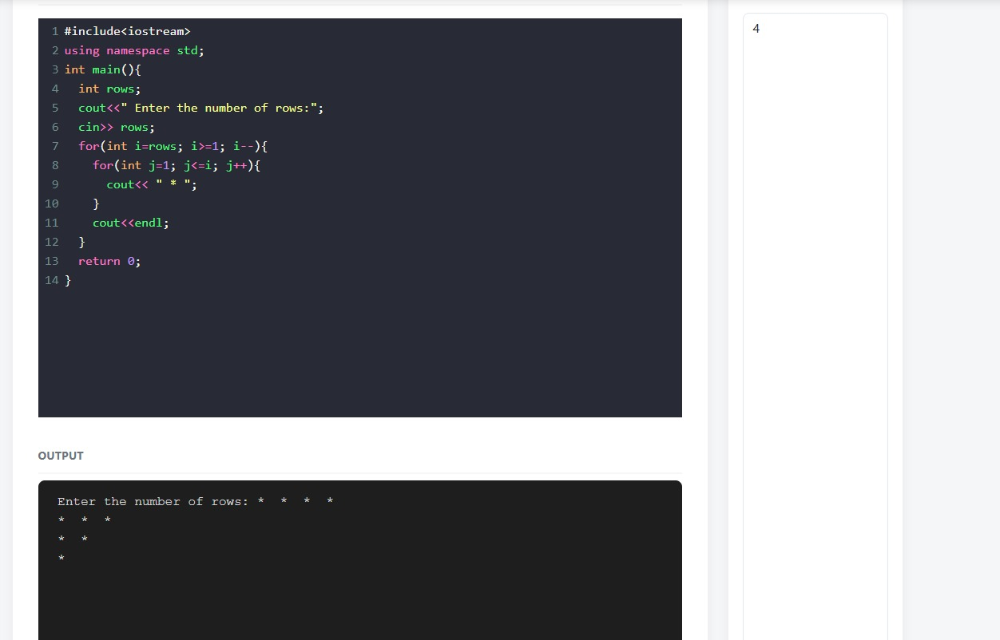 1 #include<iostream>
2 using namespace std;
3 int main(){
4   int rows;
5   cout<<" Enter the number of rows:";
6   cin>> rows;
7   for(int i=rows; i>=1; i--){
8     for(int j=1; j<=i; j++){
9       cout<< " * ";
10     }
11     cout<<endl;
12   }
13   return 0;
14 }
4
OUTPUT
Enter the number of rows: *  *  *  *
*  *  *
*  *
*